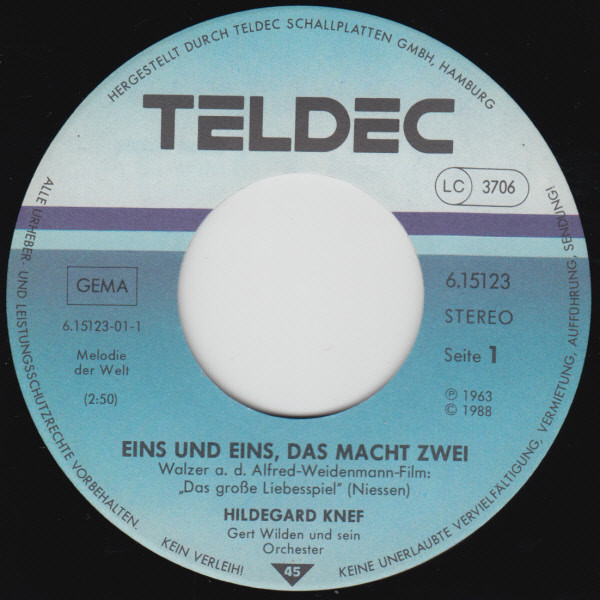 HERGESTELLT DURCH TELDEC SCHALLPLATTEN GMBH, HAMBURG
TELDEC
LC 3706
ALLE URHEBER- UND LEISTUNGSSCHUTZRECHTE VORBEHALTEN.
KEIN VERLEIH!
KEINE UNERLAUBTE VERVIELFÄLTIGUNG, VERMIETUNG, AUFFÜHRUNG, SENDUNG!
GEMA
6.15123-01-1
Melodie
der Welt
(2:50)
6.15123
STEREO
Seite 1
Ⓟ 1963
© 1988
EINS UND EINS, DAS MACHT ZWEI
Walzer a. d. Alfred-Weidenmann-Film:
„Das große Liebesspiel" (Niessen)
HILDEGARD KNEF
Gert Wilden und sein
Orchester
45